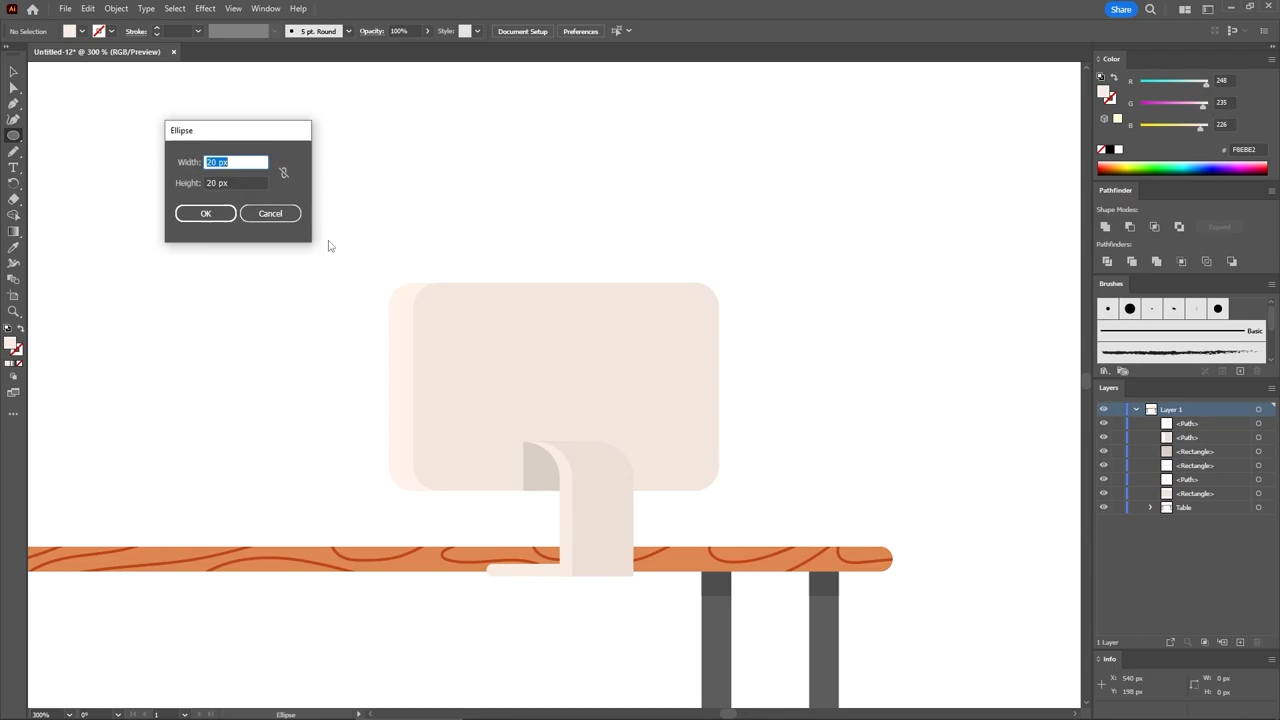 Ai File Edit Object Type Select Effect View Window Help Share
No Selection Stroke: 5 pt. Round Opacity: 100% Style: Document Setup Preferences
Untitled-12* @ 300 % (RGB/Preview) ×
Color
R 248
G 235
B 226
# F8EBE2
Ellipse
Width: 20 px
Height: 20 px
OK Cancel
Pathfinder
Shape Modes:
Expand
Pathfinders:
Brushes
Basic
Layers
Layer 1
<Path>
<Path>
<Rectangle>
<Rectangle>
<Path>
<Rectangle>
Table
1 Layer
Info
X: 540 px W: 0 px
Y: 198 px H: 0 px
300% 0° 1 Ellipse